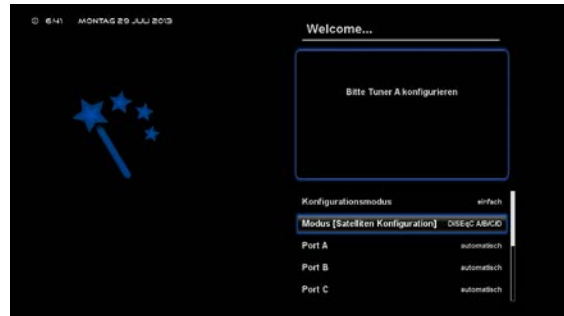 6:41 MONTAG 29 JULI 2013
Welcome...
Bitte Tuner A konfigurieren
Konfigurationsmodus einfach
Modus [Satelliten Konfiguration] DiSEqC A/B/C/D
Port A automatisch
Port B automatisch
Port C automatisch